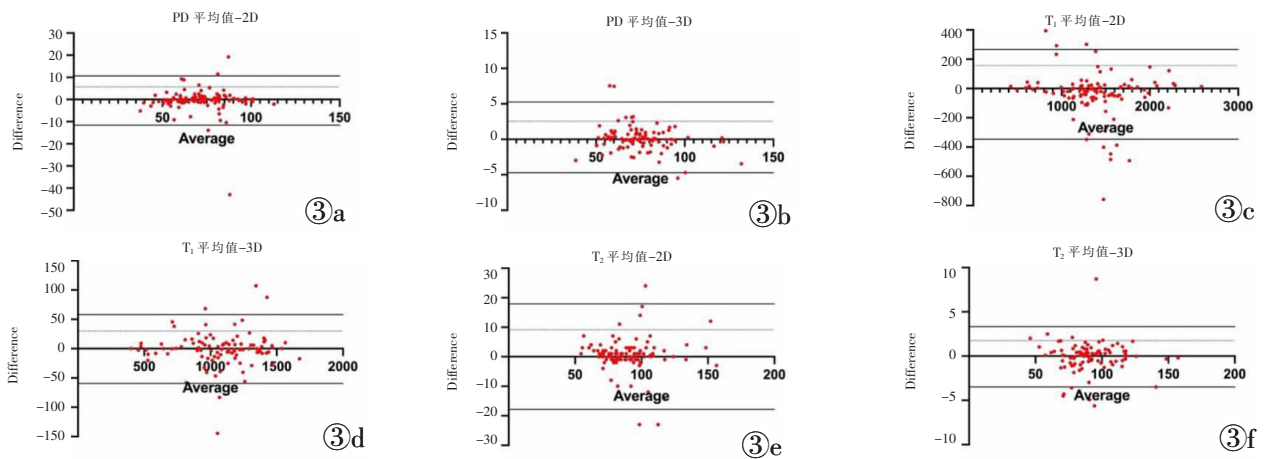 PD 平均值-2D
30
20
10
0
-10
-20
-30
-40
-50
50
100
150
Difference
Average
③a
PD 平均值-3D
15
10
5
0
-5
-10
50
100
150
Difference
Average
③b
T₁ 平均值-2D
400
200
0
-200
-400
-600
-800
1000
2000
3000
Difference
Average
③c
T₁ 平均值-3D
150
100
50
0
-50
-100
-150
500
1000
1500
2000
Difference
Average
③d
T₂ 平均值-2D
30
20
10
0
10
-20
-30
50
100
150
200
Difference
Average
③e
T₂ 平均值-3D
10
5
0
-5
-10
50
100
150
200
Difference
Average
③f